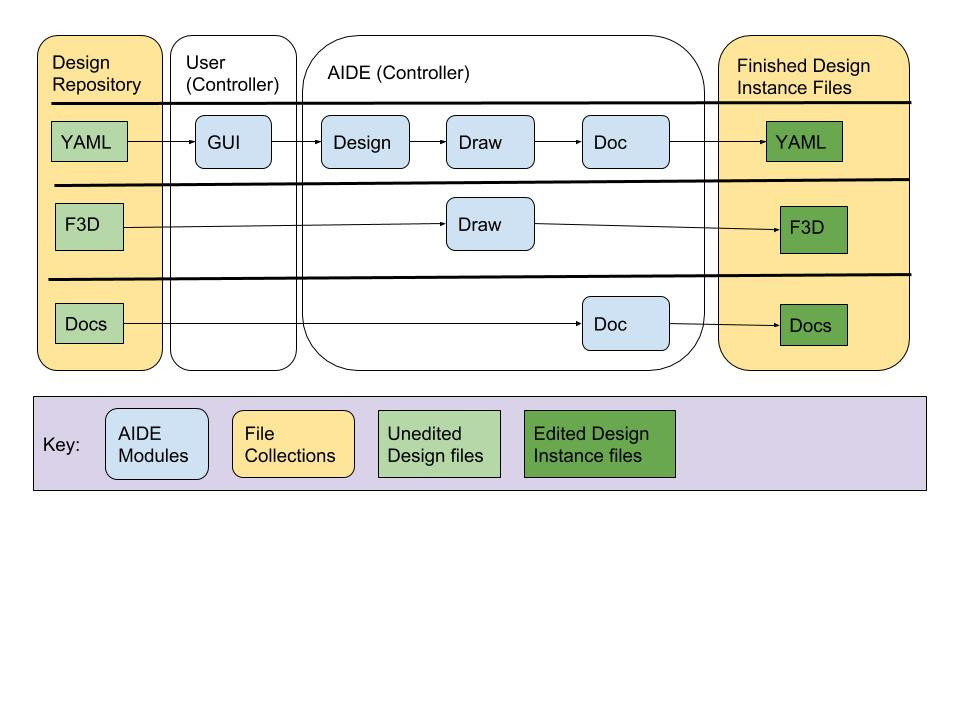 Design
Repository
User
(Controller)
AIDE (Controller)
Finished Design
Instance Files
YAML
GUI
Design
Draw
Doc
YAML
F3D
Draw
F3D
Docs
Doc
Docs
Key:
AIDE
Modules
File
Collections
Unedited
Design files
Edited Design
Instance files